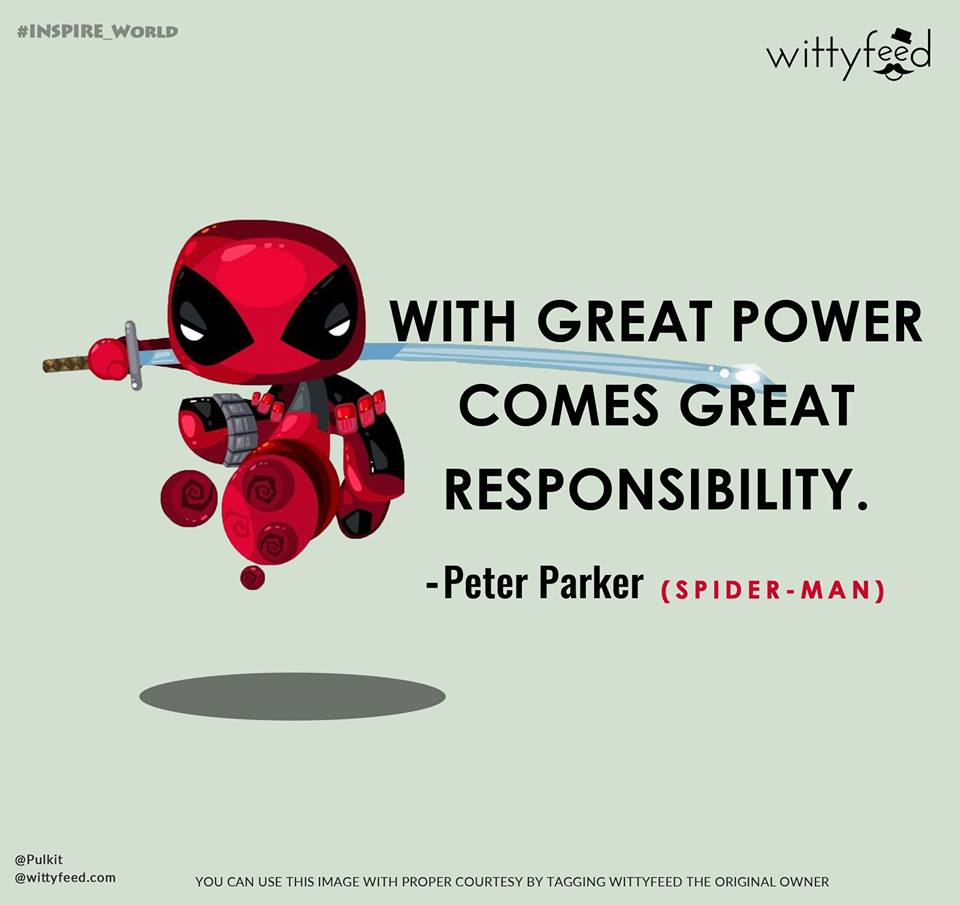 #INSPIRE_WORLD
wittyfeed
WITH GREAT POWER
COMES GREAT
RESPONSIBILITY.
-Peter Parker (SPIDER-MAN)
@Pulkit
@wittyfeed.com
YOU CAN USE THIS IMAGE WITH PROPER COURTESY BY TAGGING WITTYFEED THE ORIGINAL OWNER